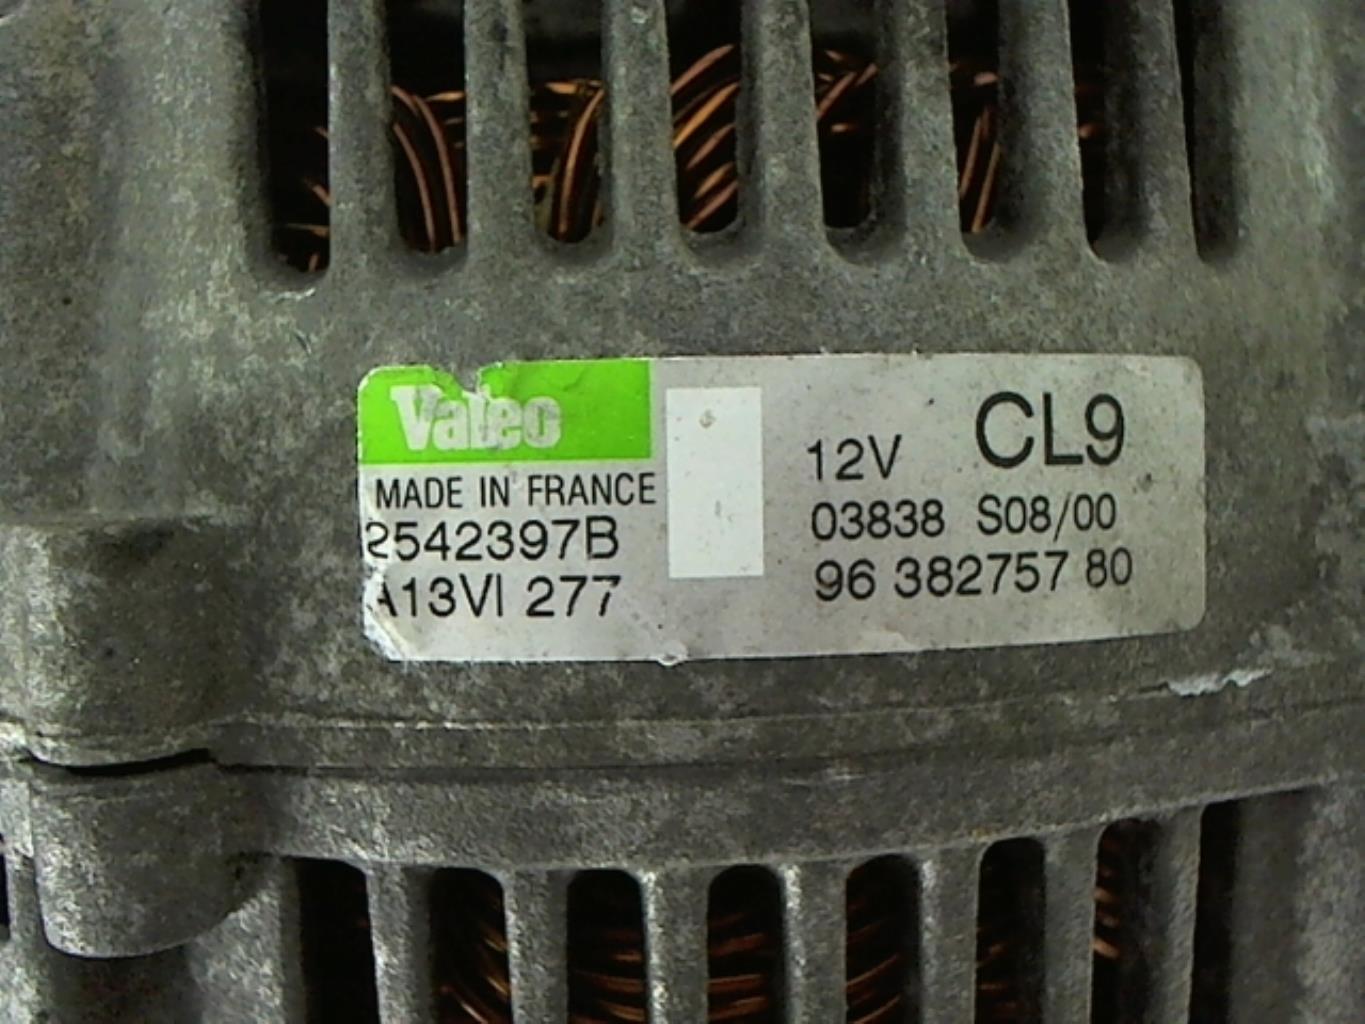 Valeo
MADE IN FRANCE
2542397B
A13VI 277
12V CL9
03838 S08/00
96 382757 80